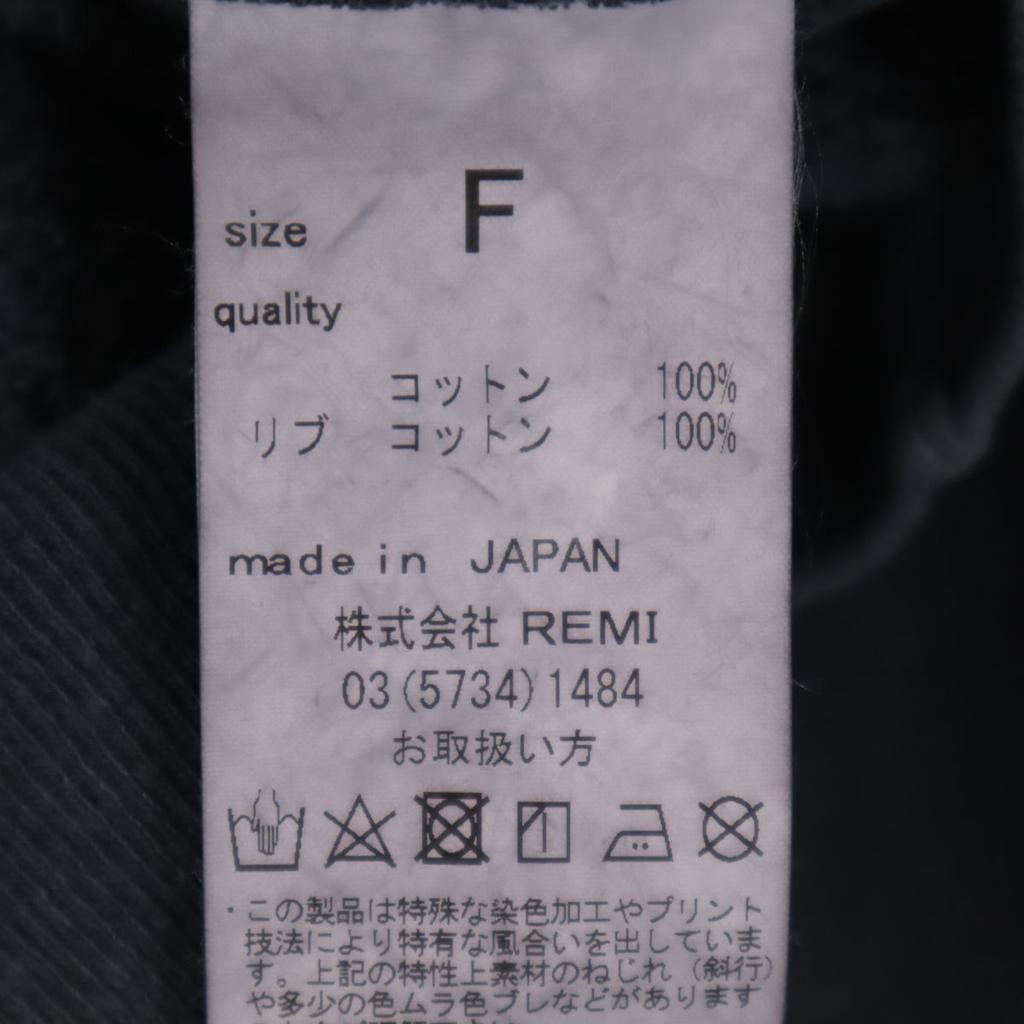 size F
quality
コットン 100%
リブ コットン 100%
made in JAPAN
株式会社 REMI
03(5734)1484
お取扱い方
・この製品は特殊な染色加工やプリント
技法により特有な風合いを出していま
す。上記の特性上素材のねじれ（斜行）
や多少の色ムラ色ブレなどがあります